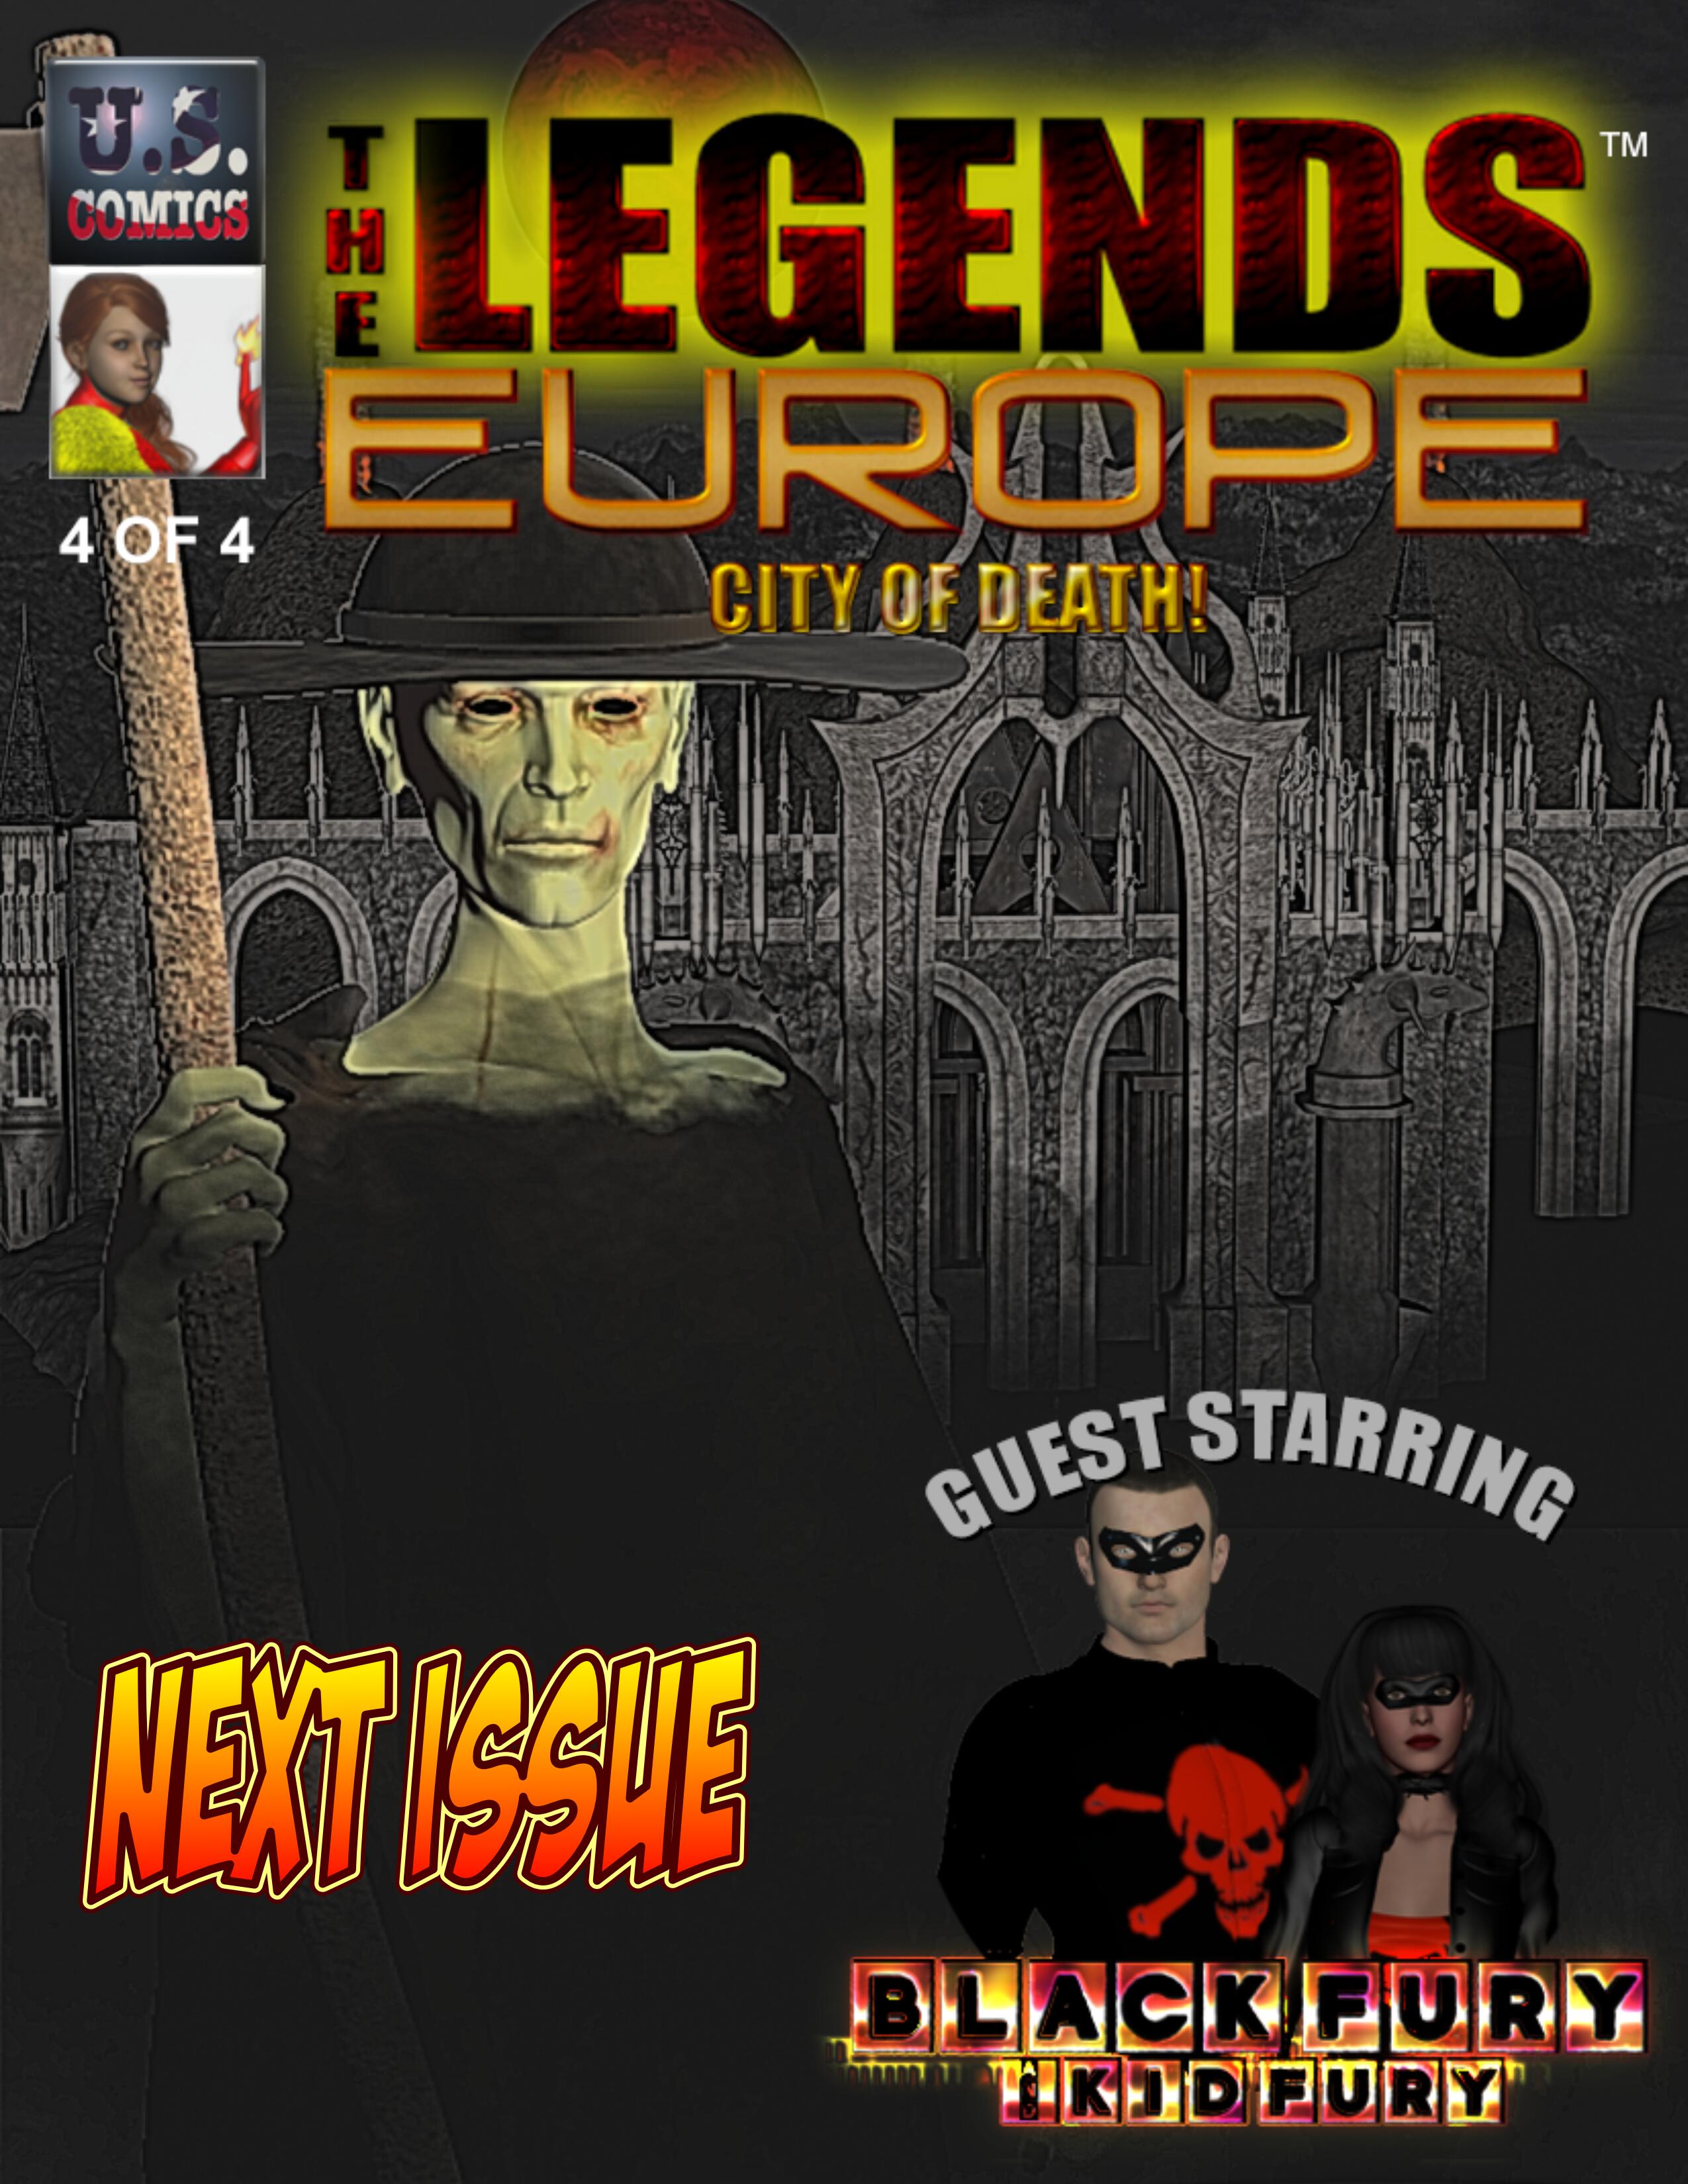 U.S.
COMICS
THE LEGENDS TM
EUROPE
4 OF 4
CITY OF DEATH!
GUEST STARRING
NEXT ISSUE
BLACK FURY
KID FURY